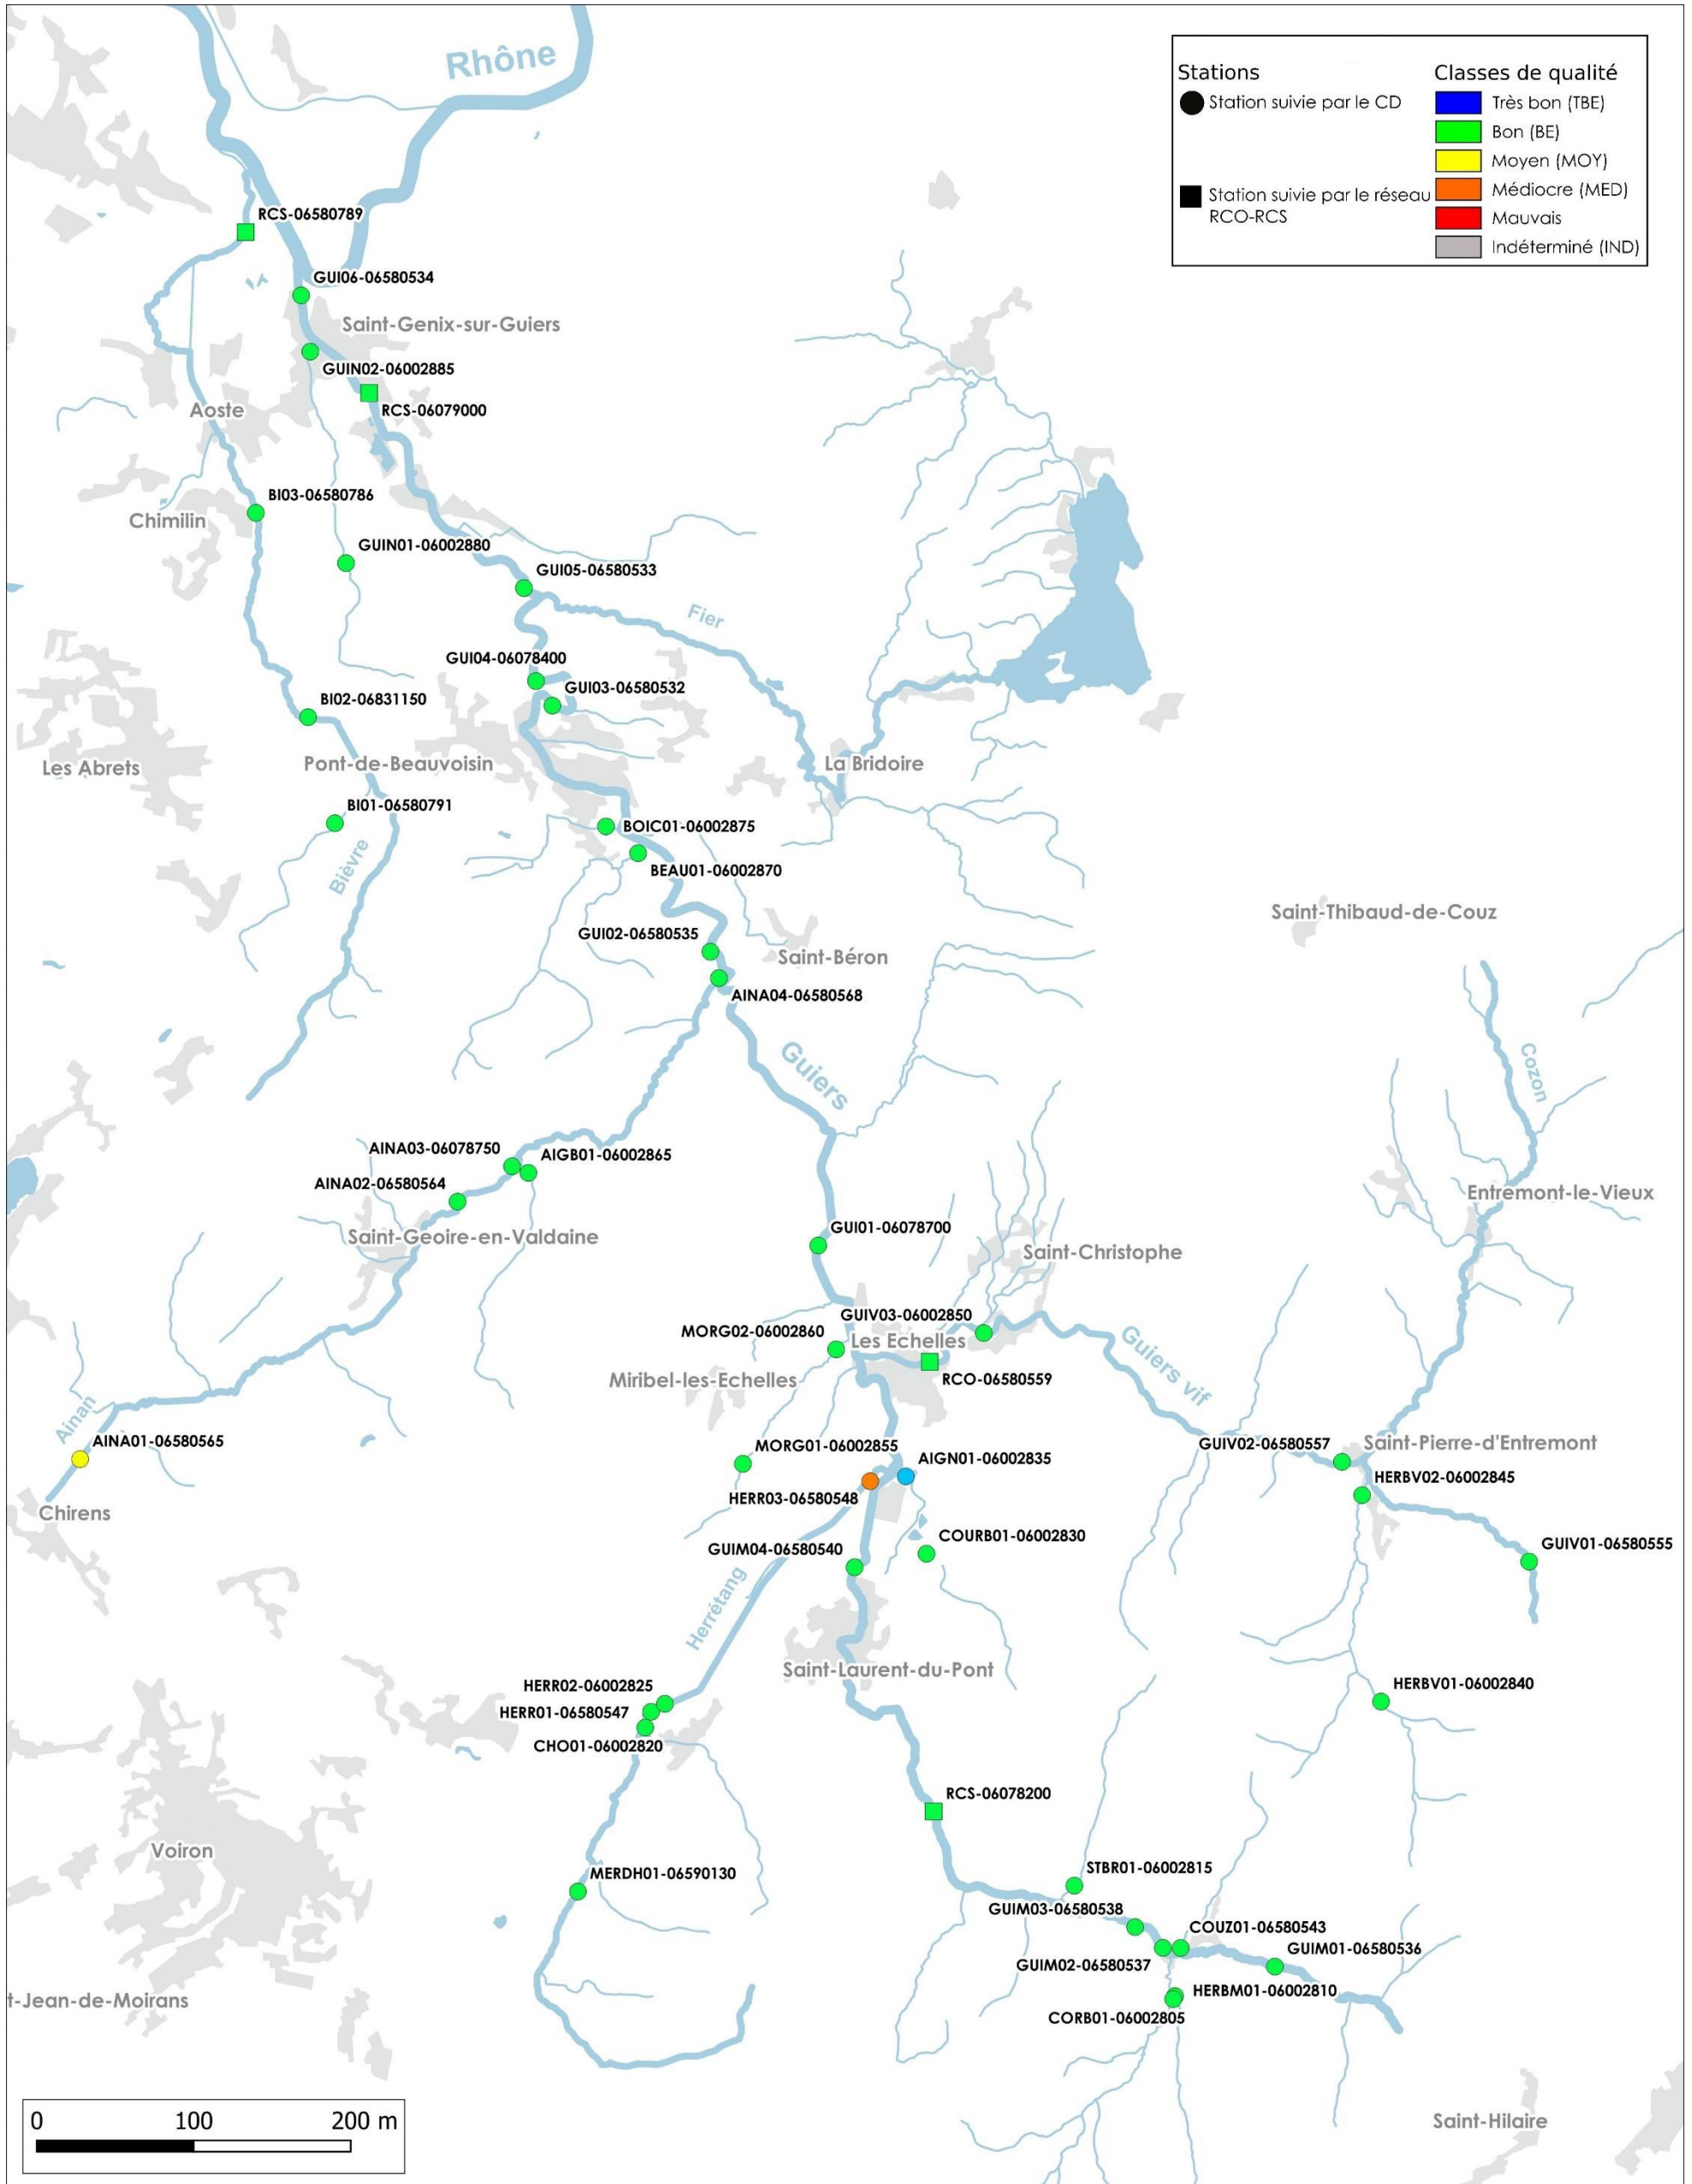 Rhône
Stations
Station suivie par le CD
Station suivie par le réseau
RCO-RCS
Classes de qualité
Très bon (TBE)
Bon (BE)
Moyen (MOY)
Médiocre (MED)
Mauvais
Indéterminé (IND)
RCS-06580789
GUI06-06580534
Saint-Genix-sur-Guiers
GUIN02-06002885
Aoste
RCS-06079000
BI03-06580786
Chimilin
GUIN01-06002880
GUI05-06580533
Fier
GUI04-06078400
GUI03-06580532
BI02-06831150
Les Abrets
Pont-de-Beauvoisin
La Bridoire
BI01-06580791
BOIC01-06002875
Bièvre
BEAU01-06002870
Saint-Thibaud-de-Couz
GUI02-06580535
Saint-Béron
AINA04-06580568
Guiers
Cozon
AINA03-06078750
AIGB01-06002865
AINA02-06580564
Entremont-le-Vieux
Saint-Geoire-en-Valdaine
GUI01-06078700
Saint-Christophe
GUIV03-06002850
MORG02-06002860
Les Echelles
Guiers vif
Miribel-les-Echelles
RCO-06580559
Ainan
AINA01-06580565
MORG01-06002855
GUIV02-06580557
Saint-Pierre-d'Entremont
AIGN01-06002835
HERBV02-06002845
HERR03-06580548
Chirens
COURB01-06002830
GUIM04-06580540
GUIV01-06580555
Herrétang
Saint-Laurent-du-Pont
HERR02-06002825
HERBV01-06002840
HERR01-06580547
CHO01-06002820
RCS-06078200
Voiron
STBR01-06002815
MERDH01-06590130
GUIM03-06580538
COUZ01-06580543
GUIM01-06580536
GUIM02-06580537
HERBM01-06002810
t-Jean-de-Moirans
CORB01-06002805
Saint-Hilaire
0 100 200 m